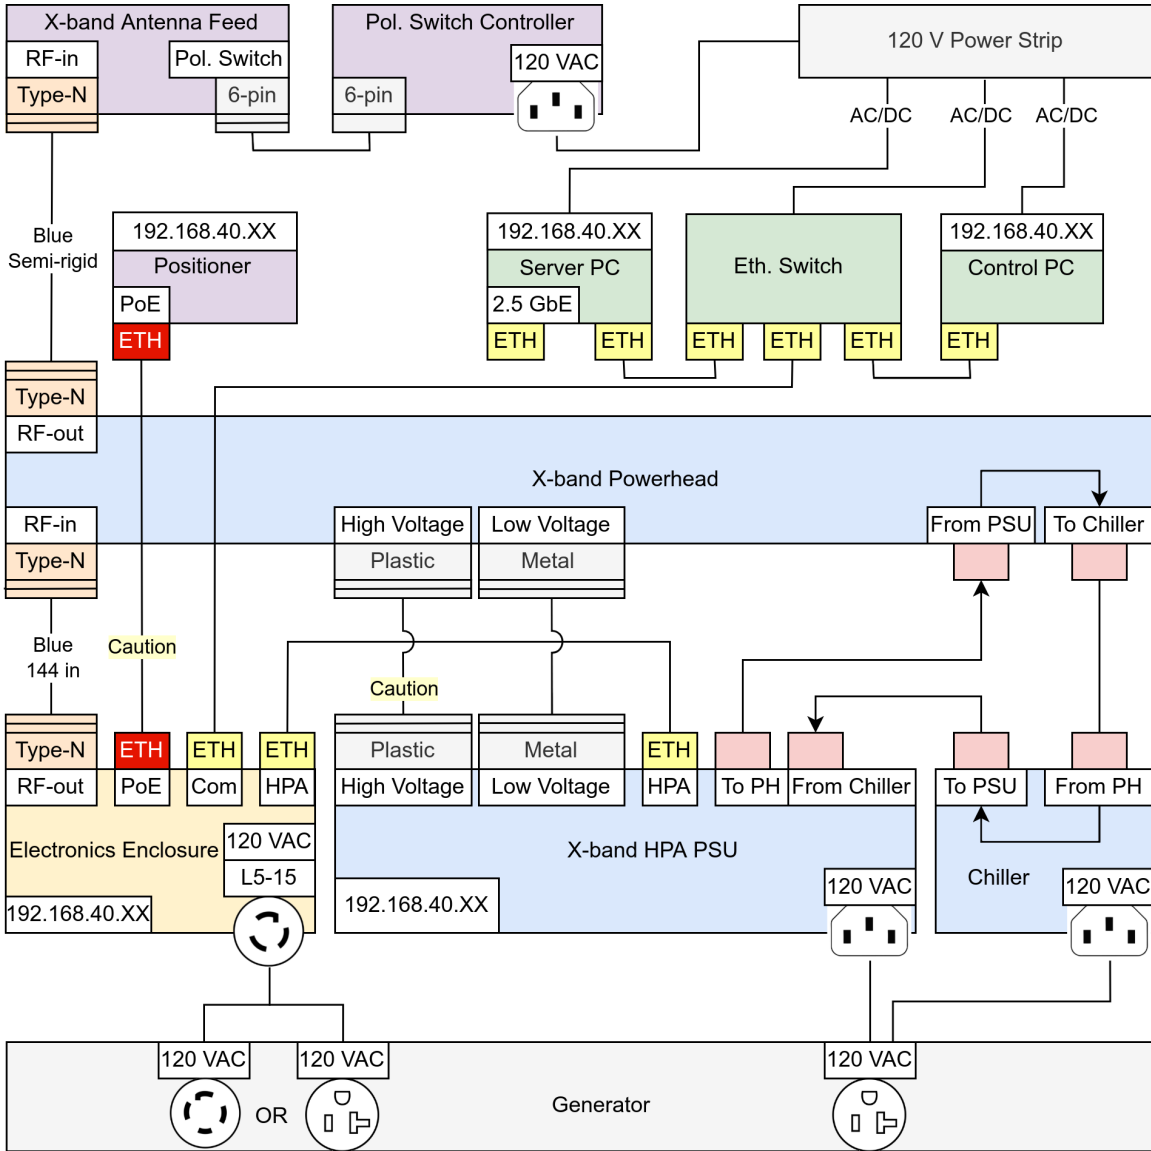 X-band Antenna Feed
RF-in
Pol. Switch
Type-N
6-pin
Pol. Switch Controller
120 VAC
6-pin
120 V Power Strip
AC/DC
AC/DC
AC/DC
Blue
Semi-rigid
192.168.40.XX
Positioner
PoE
ETH
192.168.40.XX
Server PC
2.5 GbE
ETH
ETH
Eth. Switch
ETH
ETH
ETH
192.168.40.XX
Control PC
ETH
Type-N
RF-out
X-band Powerhead
RF-in
High Voltage
Low Voltage
From PSU
To Chiller
Type-N
Plastic
Metal
Blue
144 in
Caution
Caution
Type-N
ETH
ETH
ETH
Plastic
Metal
ETH
RF-out
PoE
Com
HPA
High Voltage
Low Voltage
HPA
To PH
From Chiller
To PSU
From PH
Electronics Enclosure
120 VAC
L5-15
192.168.40.XX
X-band HPA PSU
192.168.40.XX
120 VAC
Chiller
120 VAC
120 VAC
OR
120 VAC
Generator
120 VAC